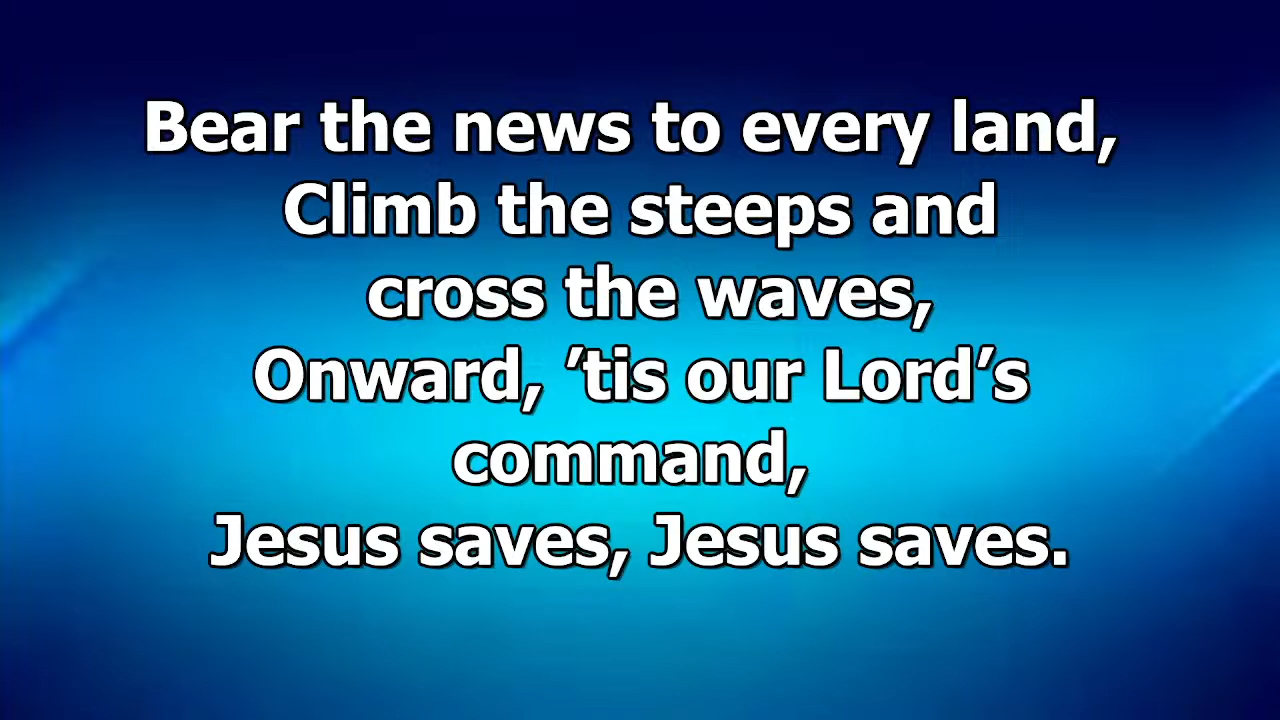 Bear the news to every land,
Climb the steeps and
cross the waves,
Onward, ’tis our Lord’s
command,
Jesus saves, Jesus saves.